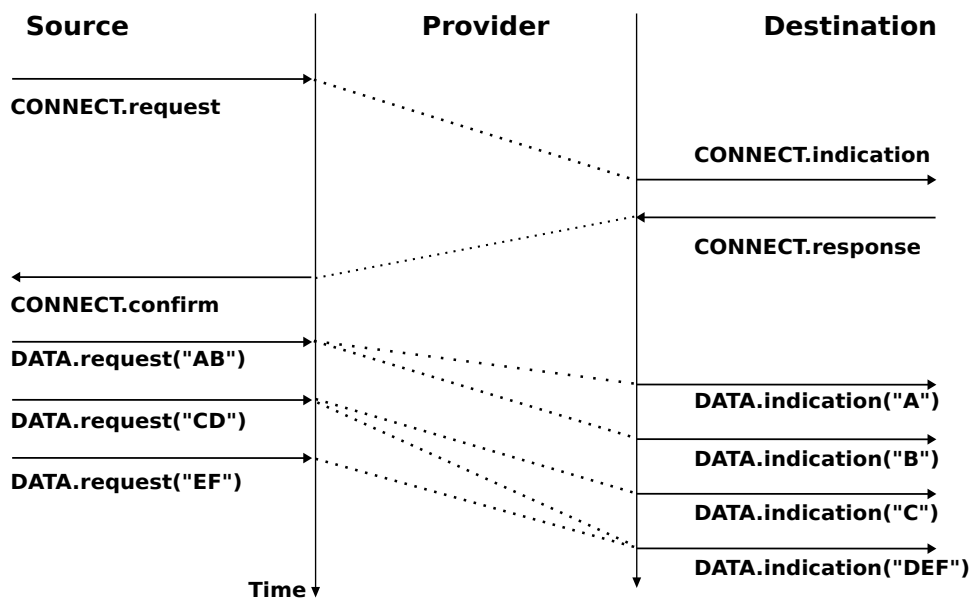 Source Provider Destination
CONNECT.request
CONNECT.indication
CONNECT.response
CONNECT.confirm
DATA.request("AB")
DATA.indication("A")
DATA.request("CD")
DATA.indication("B")
DATA.request("EF")
DATA.indication("C")
DATA.indication("DEF")
Time